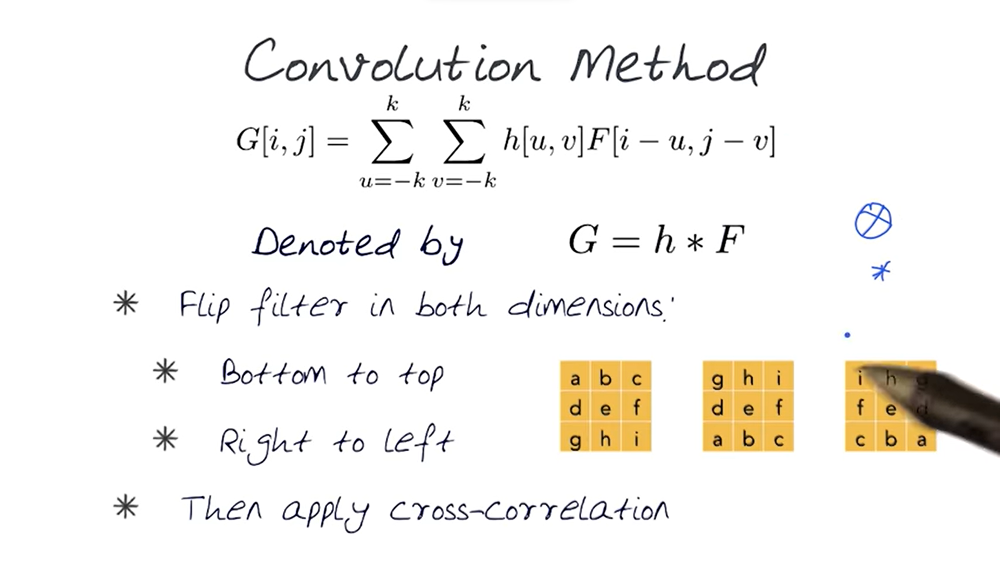 Convolution Method
G[i, j] = \sum_{u=-k}^{k} \sum_{v=-k}^{k} h[u, v]F[i − u, j − v]
Denoted by G = h * F
⊗
*
* Flip filter in both dimensions:
* Bottom to top
* Right to left
a b c
d e f
g h i
g h i
d e f
a b c
i h g
f e d
c b a
* Then apply cross-correlation